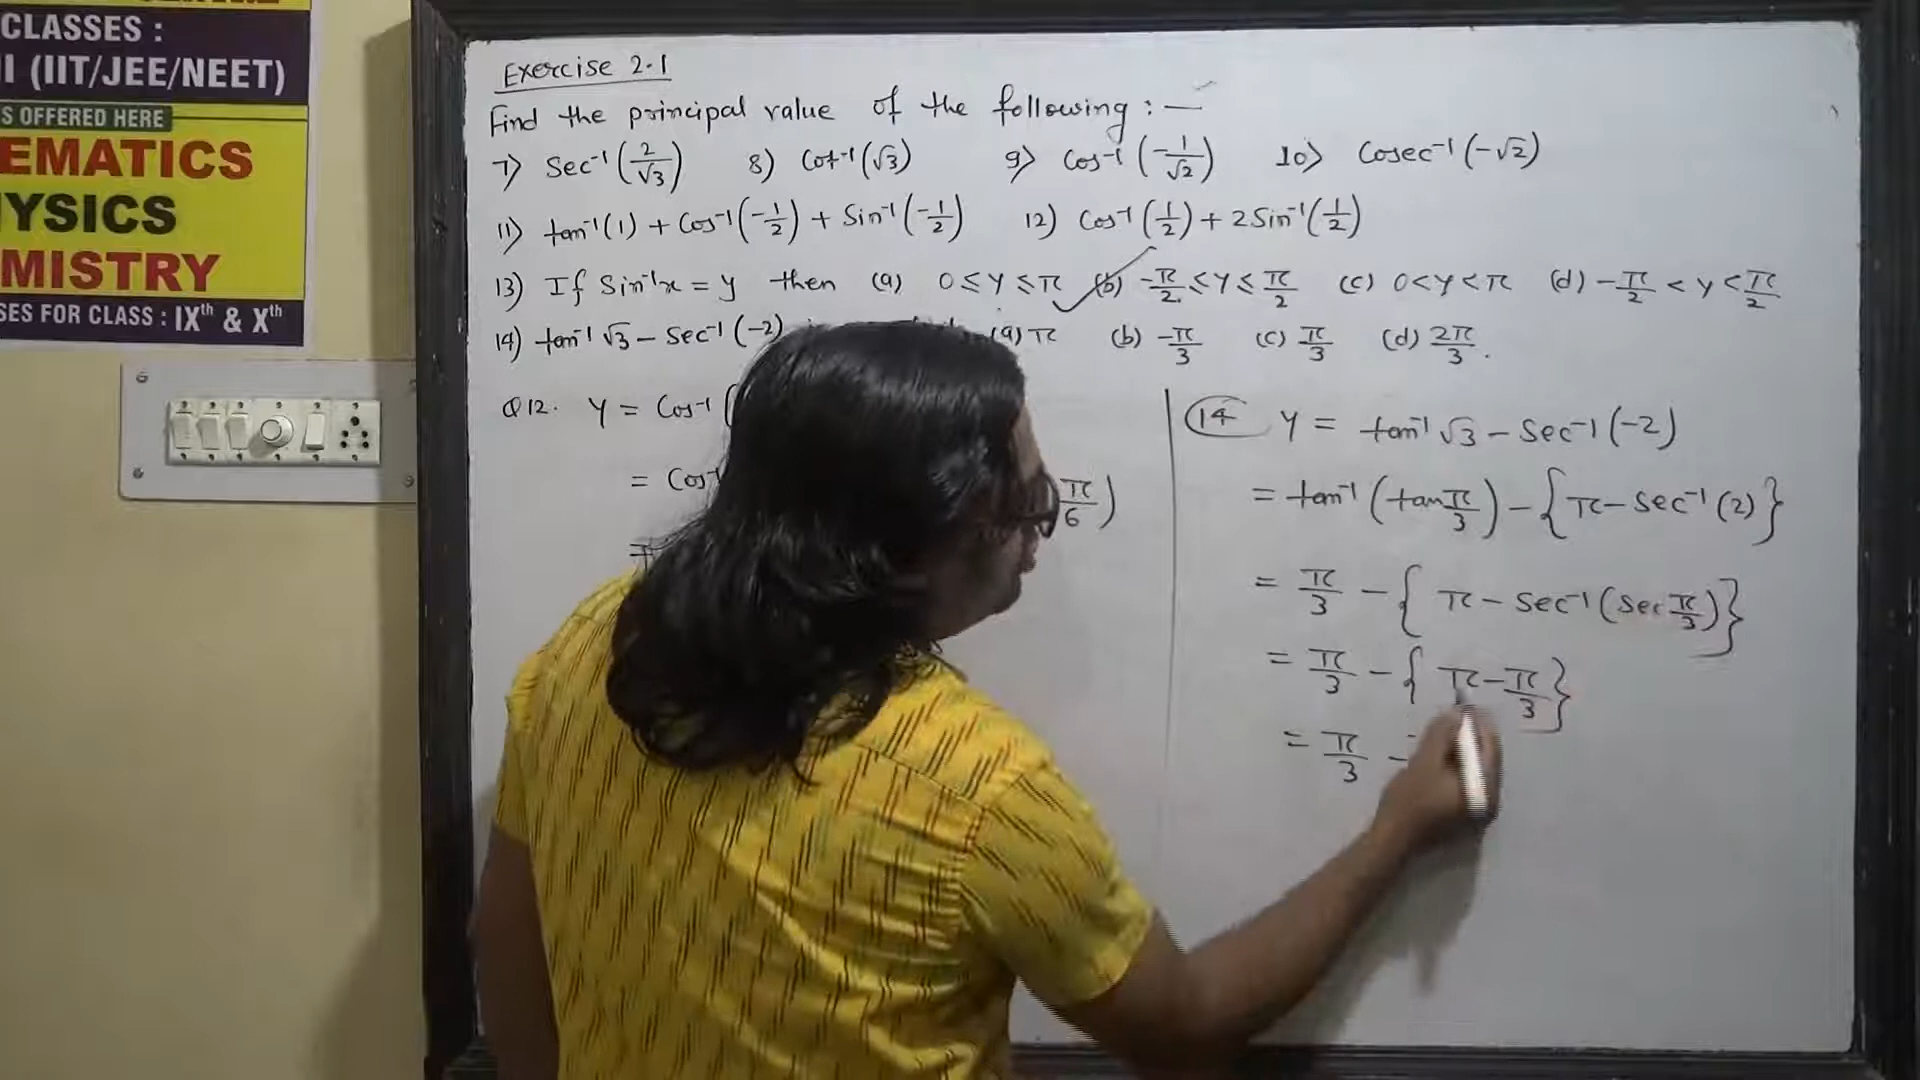 CLASSES :
I (IIT/JEE/NEET)
S OFFERED HERE
EMATICS
YSICS
MISTRY
SES FOR CLASS : IXth & Xth
Exercise 2.1
Find the principal value of the following : —
7) Sec⁻¹(2/√3) 8) Cot⁻¹(√3) 9) Cos⁻¹(-1/√2) 10) Cosec⁻¹(-√2)
11) tan⁻¹(1) + Cos⁻¹(-1/2) + Sin⁻¹(-1/2) 12) Cos⁻¹(1/2) + 2Sin⁻¹(1/2)
13) If Sin⁻¹x = y then (a) 0 ≤ y ≤ π (b) -π/2 ≤ y ≤ π/2 (c) 0 < y < π (d) -π/2 < y < π/2
14) tan⁻¹√3 - Sec⁻¹(-2) (a) π (b) -π/3 (c) π/3 (d) 2π/3.
Q12. y = Cos⁻¹(
= Cos⁻¹
π/6)
=
14 y = tan⁻¹√3 - Sec⁻¹(-2)
= tan⁻¹(tan π/3) - {π - Sec⁻¹(2)}
= π/3 - {π - Sec⁻¹(Sec π/3)}
= π/3 - {π - π/3}
= π/3 -